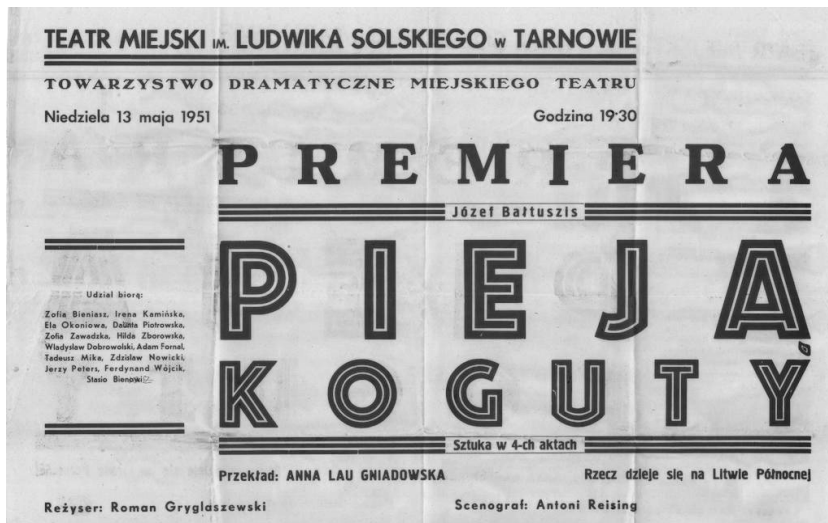 TEATR MIEJSKI IM. LUDWIKA SOLSKIEGO W TARNOWIE
TOWARZYSTWO DRAMATYCZNE MIEJSKIEGO TEATRU
Niedziela 13 maja 1951
Godzina 19·30
PREMIERA
Józef Bałtuszis
PIEJĄ
KOGUTY
Sztuka w 4-ch aktach
Udział biorą:
Zofia Bieniasz, Irena Kamińska,
Ela Okoniowa, Danuta Piotrowska,
Zofia Zawadzka, Hilda Zborowska,
Władysław Dobrowolski, Adam Fornal,
Tadeusz Mika, Zdzisław Nowicki,
Jerzy Peters, Ferdynand Wójcik,
Stasio
Przekład: ANNA LAU GNIADOWSKA
Rzecz dzieje się na Litwie Północnej
Reżyser: Roman Gryglaszewski
Scenograf: Antoni Reising